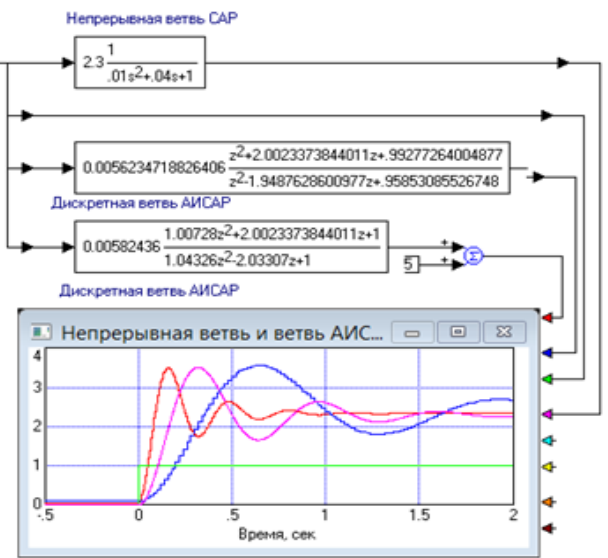 Непрерывная ветвь САР
2.3 1
.01s2+.04s+1
z2+2.0023373844011z+.99277264004877
0.0056234718826406
z2-1.9487628600977z+.95853085526748
Дискретная ветвь АИСАР
1.00728z2+2.0023373844011z+1
0.00582436
1.04326z2-2.03307z+1
+
5
+
Σ
Дискретная ветвь АИСАР
Непрерывная ветвь и ветвь АИС...
4
3
2
1
0
-.5 0 .5 1 1.5 2
Время, сек